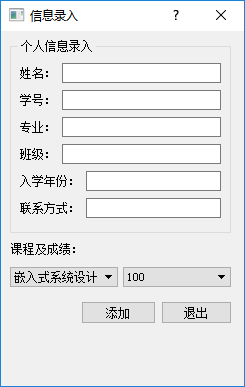 信息录入 ?
个人信息录入
姓名：
学号：
专业：
班级：
入学年份：
联系方式：
课程及成绩：
嵌入式系统设计 100
添加 退出